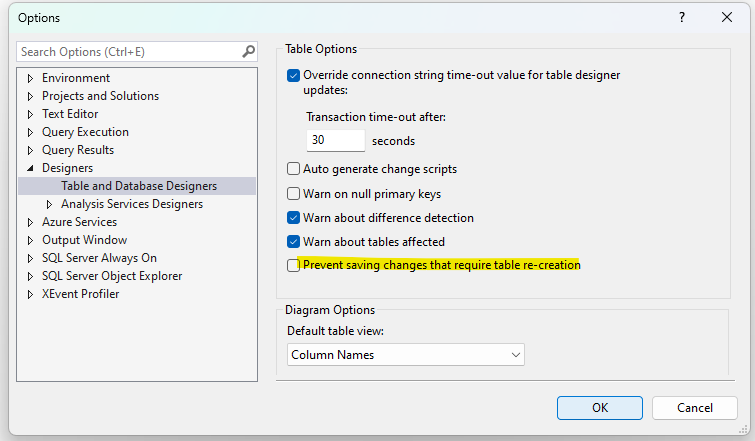 Options
Search Options (Ctrl+E)
Environment
Projects and Solutions
Text Editor
Query Execution
Query Results
Designers
Table and Database Designers
Analysis Services Designers
Azure Services
Output Window
SQL Server Always On
SQL Server Object Explorer
XEvent Profiler
Table Options
Override connection string time-out value for table designer
updates:
Transaction time-out after:
30 seconds
Auto generate change scripts
Warn on null primary keys
Warn about difference detection
Warn about tables affected
Prevent saving changes that require table re-creation
Diagram Options
Default table view:
Column Names
OK
Cancel